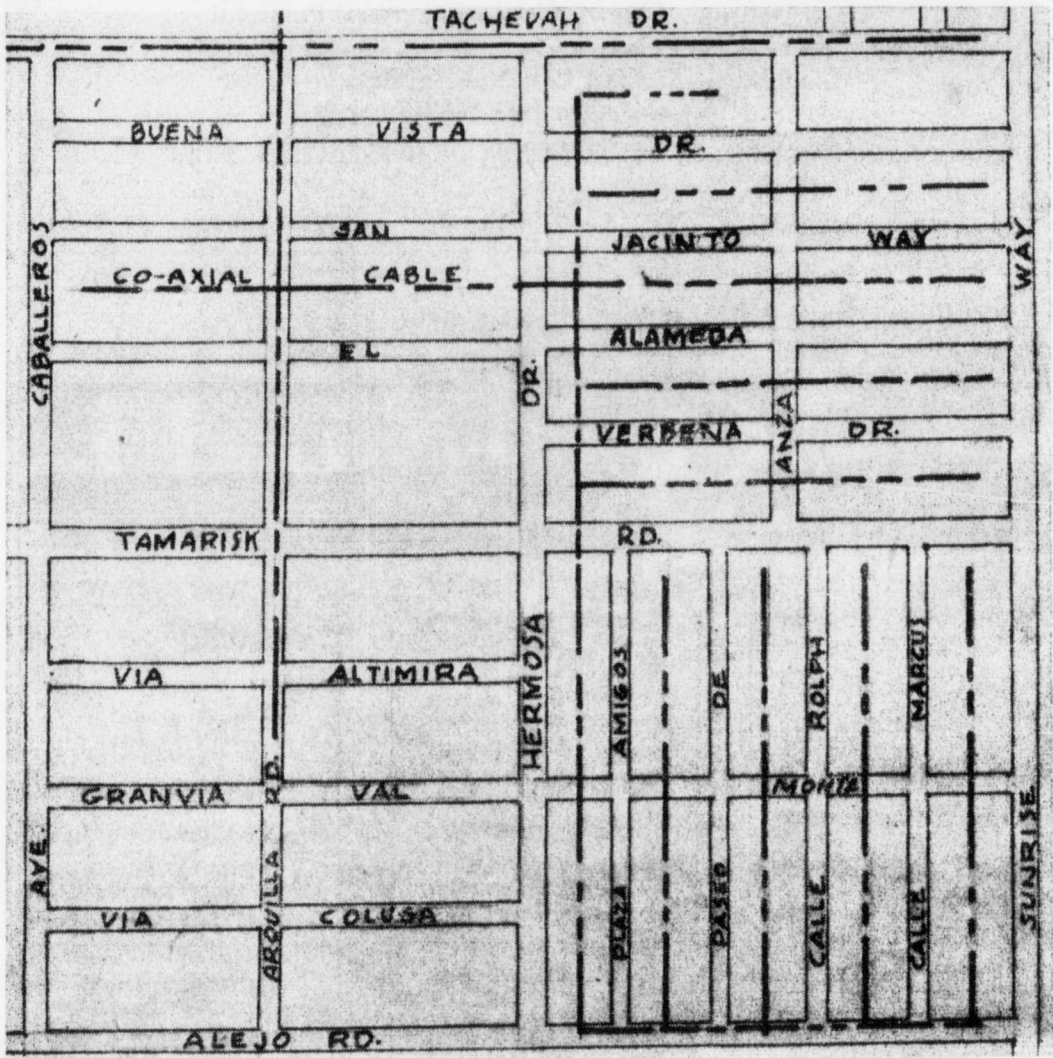 TACHEVAH DR.
BUENA VISTA DR.
SAN JACINTO WAY
CO-AXIAL CABLE
EL ALAMEDA
VERBENA DR.
TAMARISK RD.
VIA ALTIMIRA
GRANVIA VAL MONTE
VIA COLUSA
ALEJO RD.
AVE CABALLEROS
ARQUILLA RD.
HERMOSA DR.
ANZA
PLAZA AMIGOS
PASEO DE
CALLE ROLPH
CALLE MARCUS
SUNRISE WAY